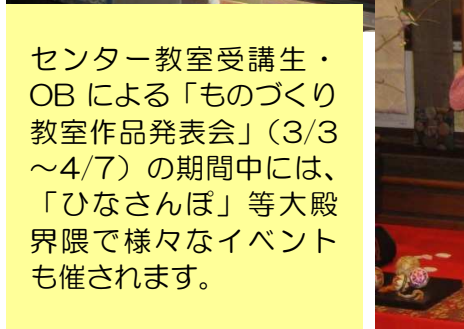 センター教室受講生・
OB による「ものづくり
教室作品発表会」（3/3
～4/7）の期間中には、
「ひなさんぽ」等大殿
界隈で様々なイベント
も催されます。